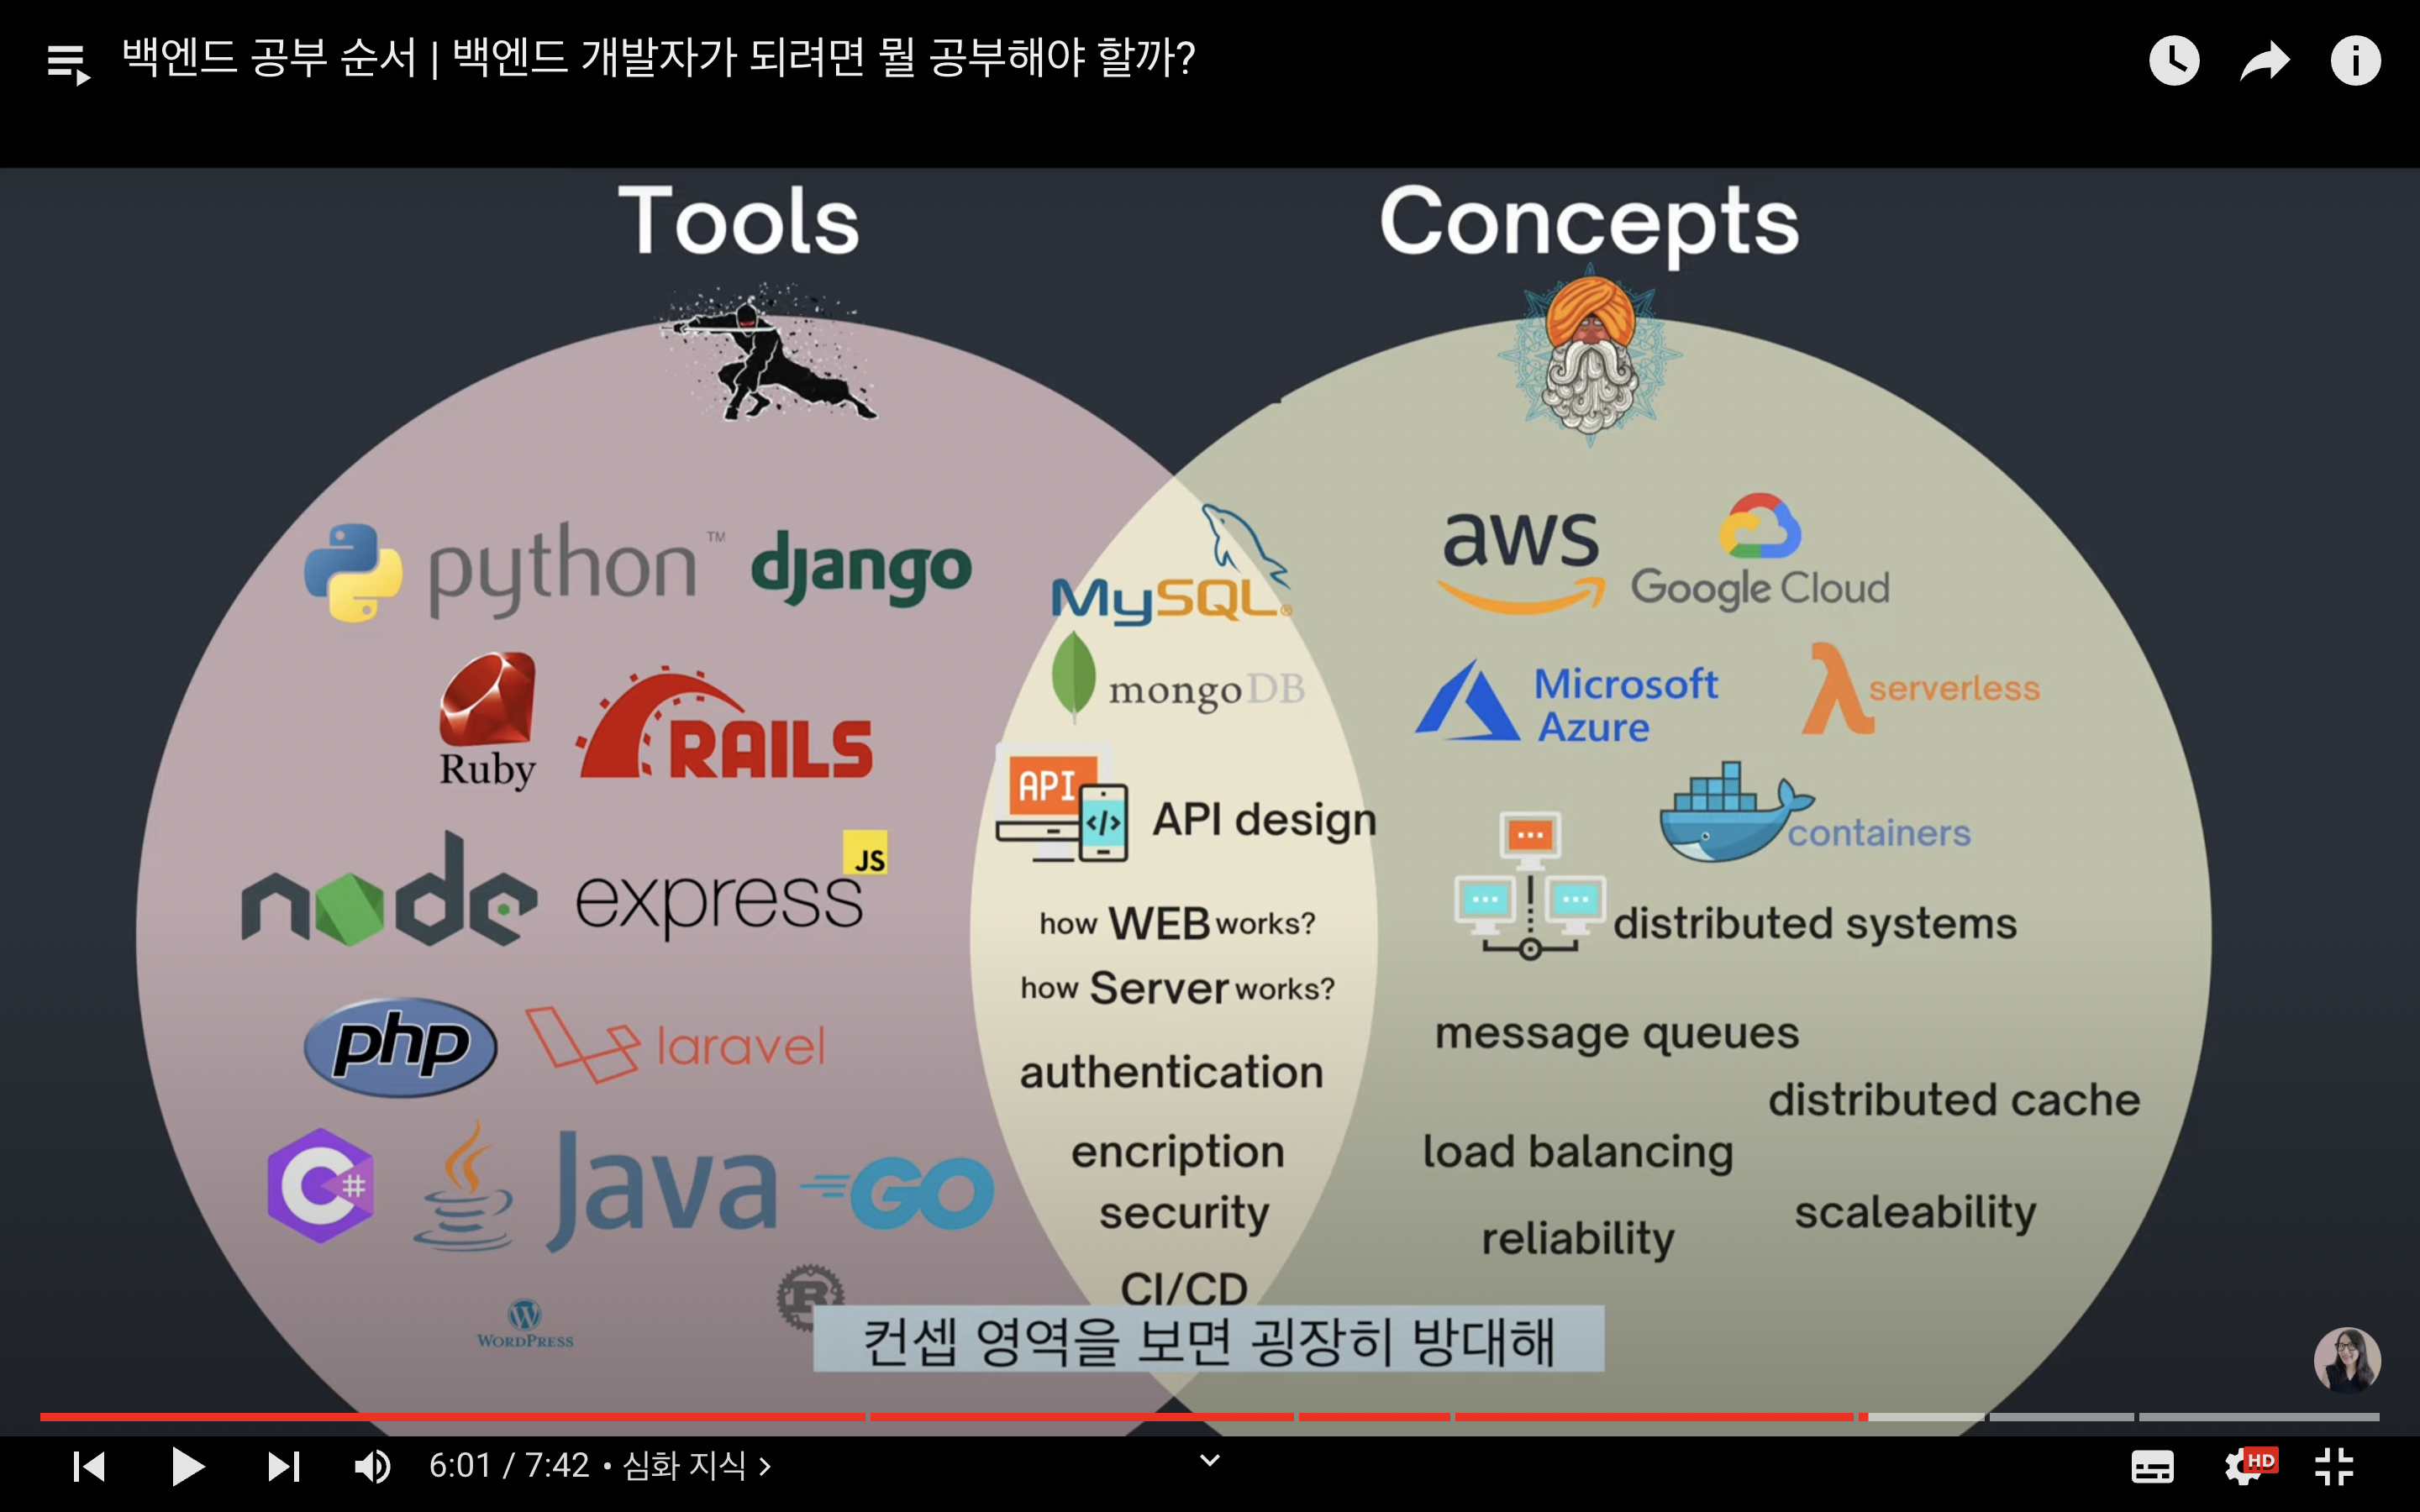 백엔드 공부 순서 | 백엔드 개발자가 되려면 뭘 공부해야 할까?
Tools
Concepts
python™ django
Ruby RAILS
node express JS
php laravel
C# Java GO
WORDPRESS
R
MySQL®
mongoDB
API </> API design
how WEB works?
how Server works?
authentication
encription
security
CI/CD
aws Google Cloud
Microsoft
Azure
serverless
containers
distributed systems
message queues
distributed cache
load balancing
scaleability
reliability
컨셉 영역을 보면 굉장히 방대해
6:01 / 7:42 • 심화 지식 >
HD